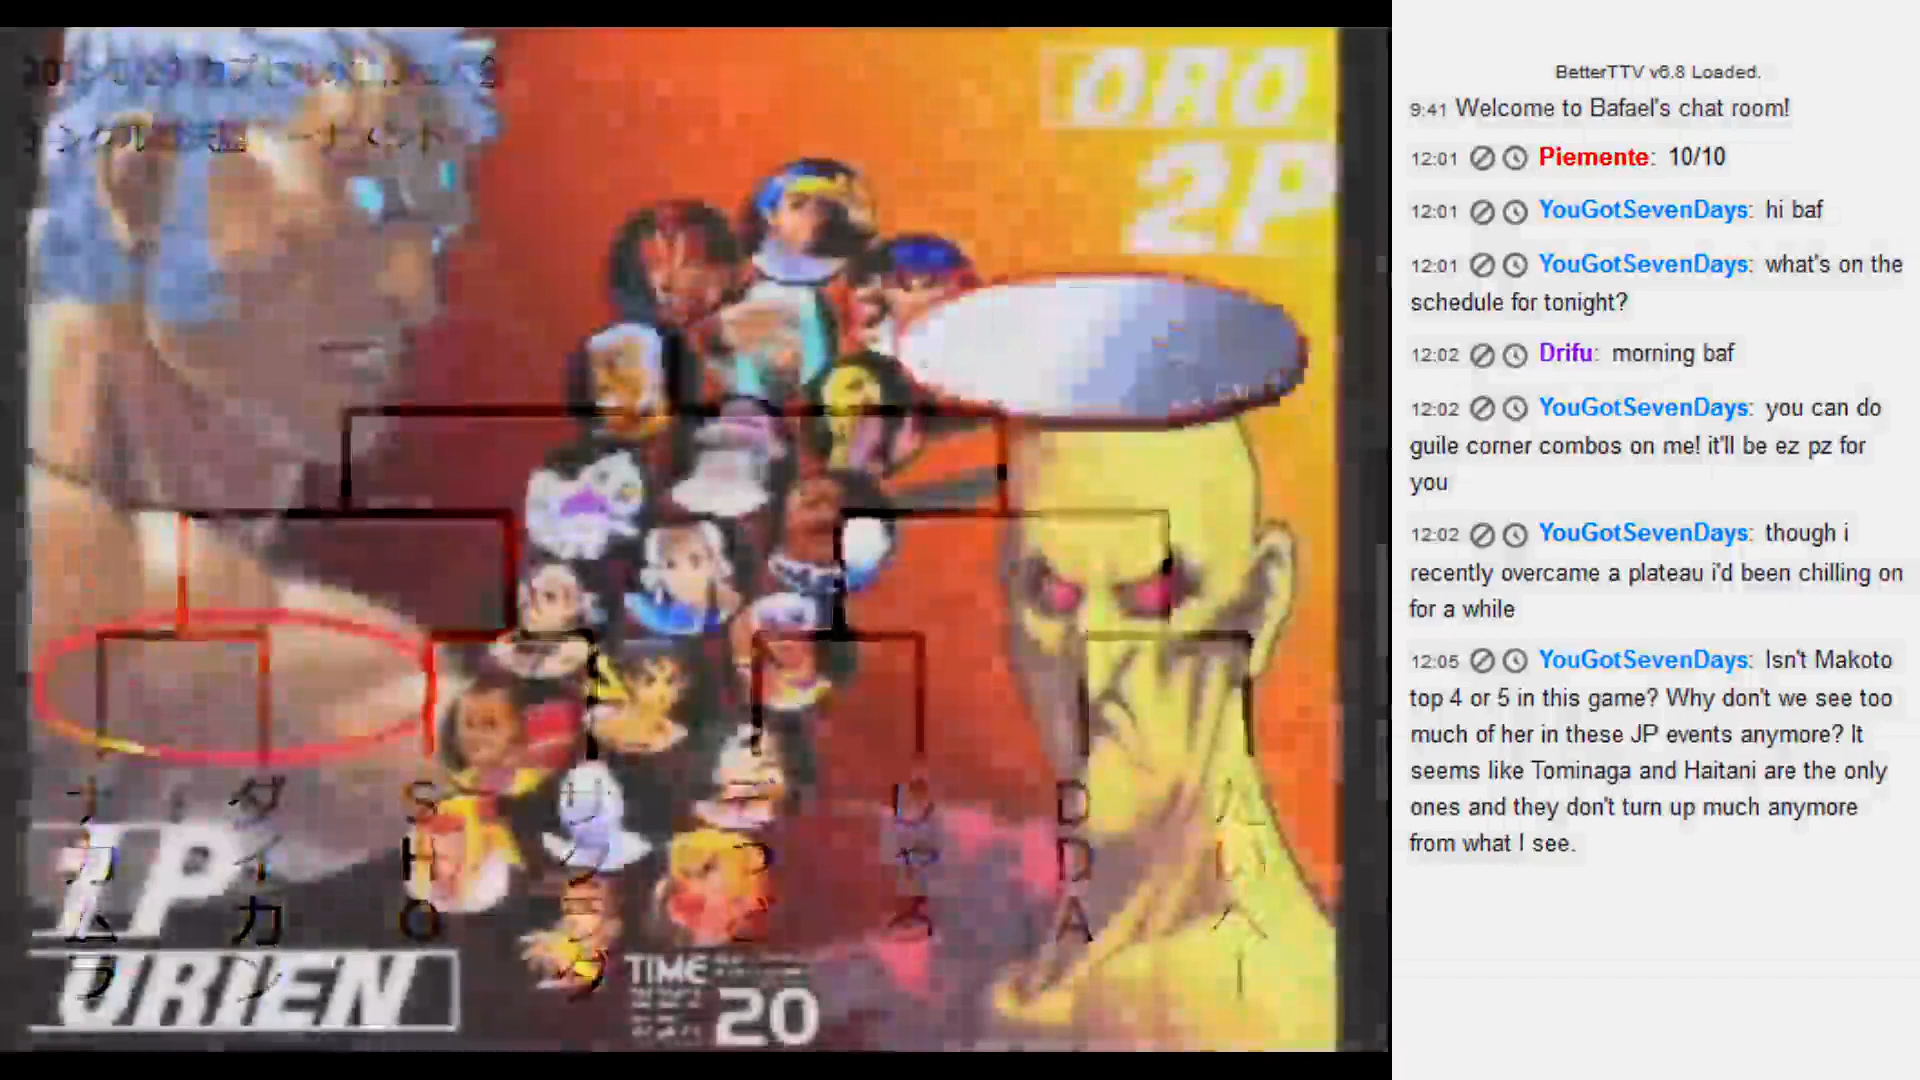 ORO
2P
1P
URIEN
TIME
20
ダイカン
SHO
DDA
BetterTTV v6.8 Loaded.
9:41 Welcome to Bafael's chat room!
12:01 Piemente: 10/10
12:01 YouGotSevenDays: hi baf
12:01 YouGotSevenDays: what's on the
schedule for tonight?
12:02 Drifu: morning baf
12:02 YouGotSevenDays: you can do
guile corner combos on me! it'll be ez pz for
you
12:02 YouGotSevenDays: though i
recently overcame a plateau i'd been chilling on
for a while
12:05 YouGotSevenDays: Isn't Makoto
top 4 or 5 in this game? Why don't we see too
much of her in these JP events anymore? It
seems like Tominaga and Haitani are the only
ones and they don't turn up much anymore
from what I see.